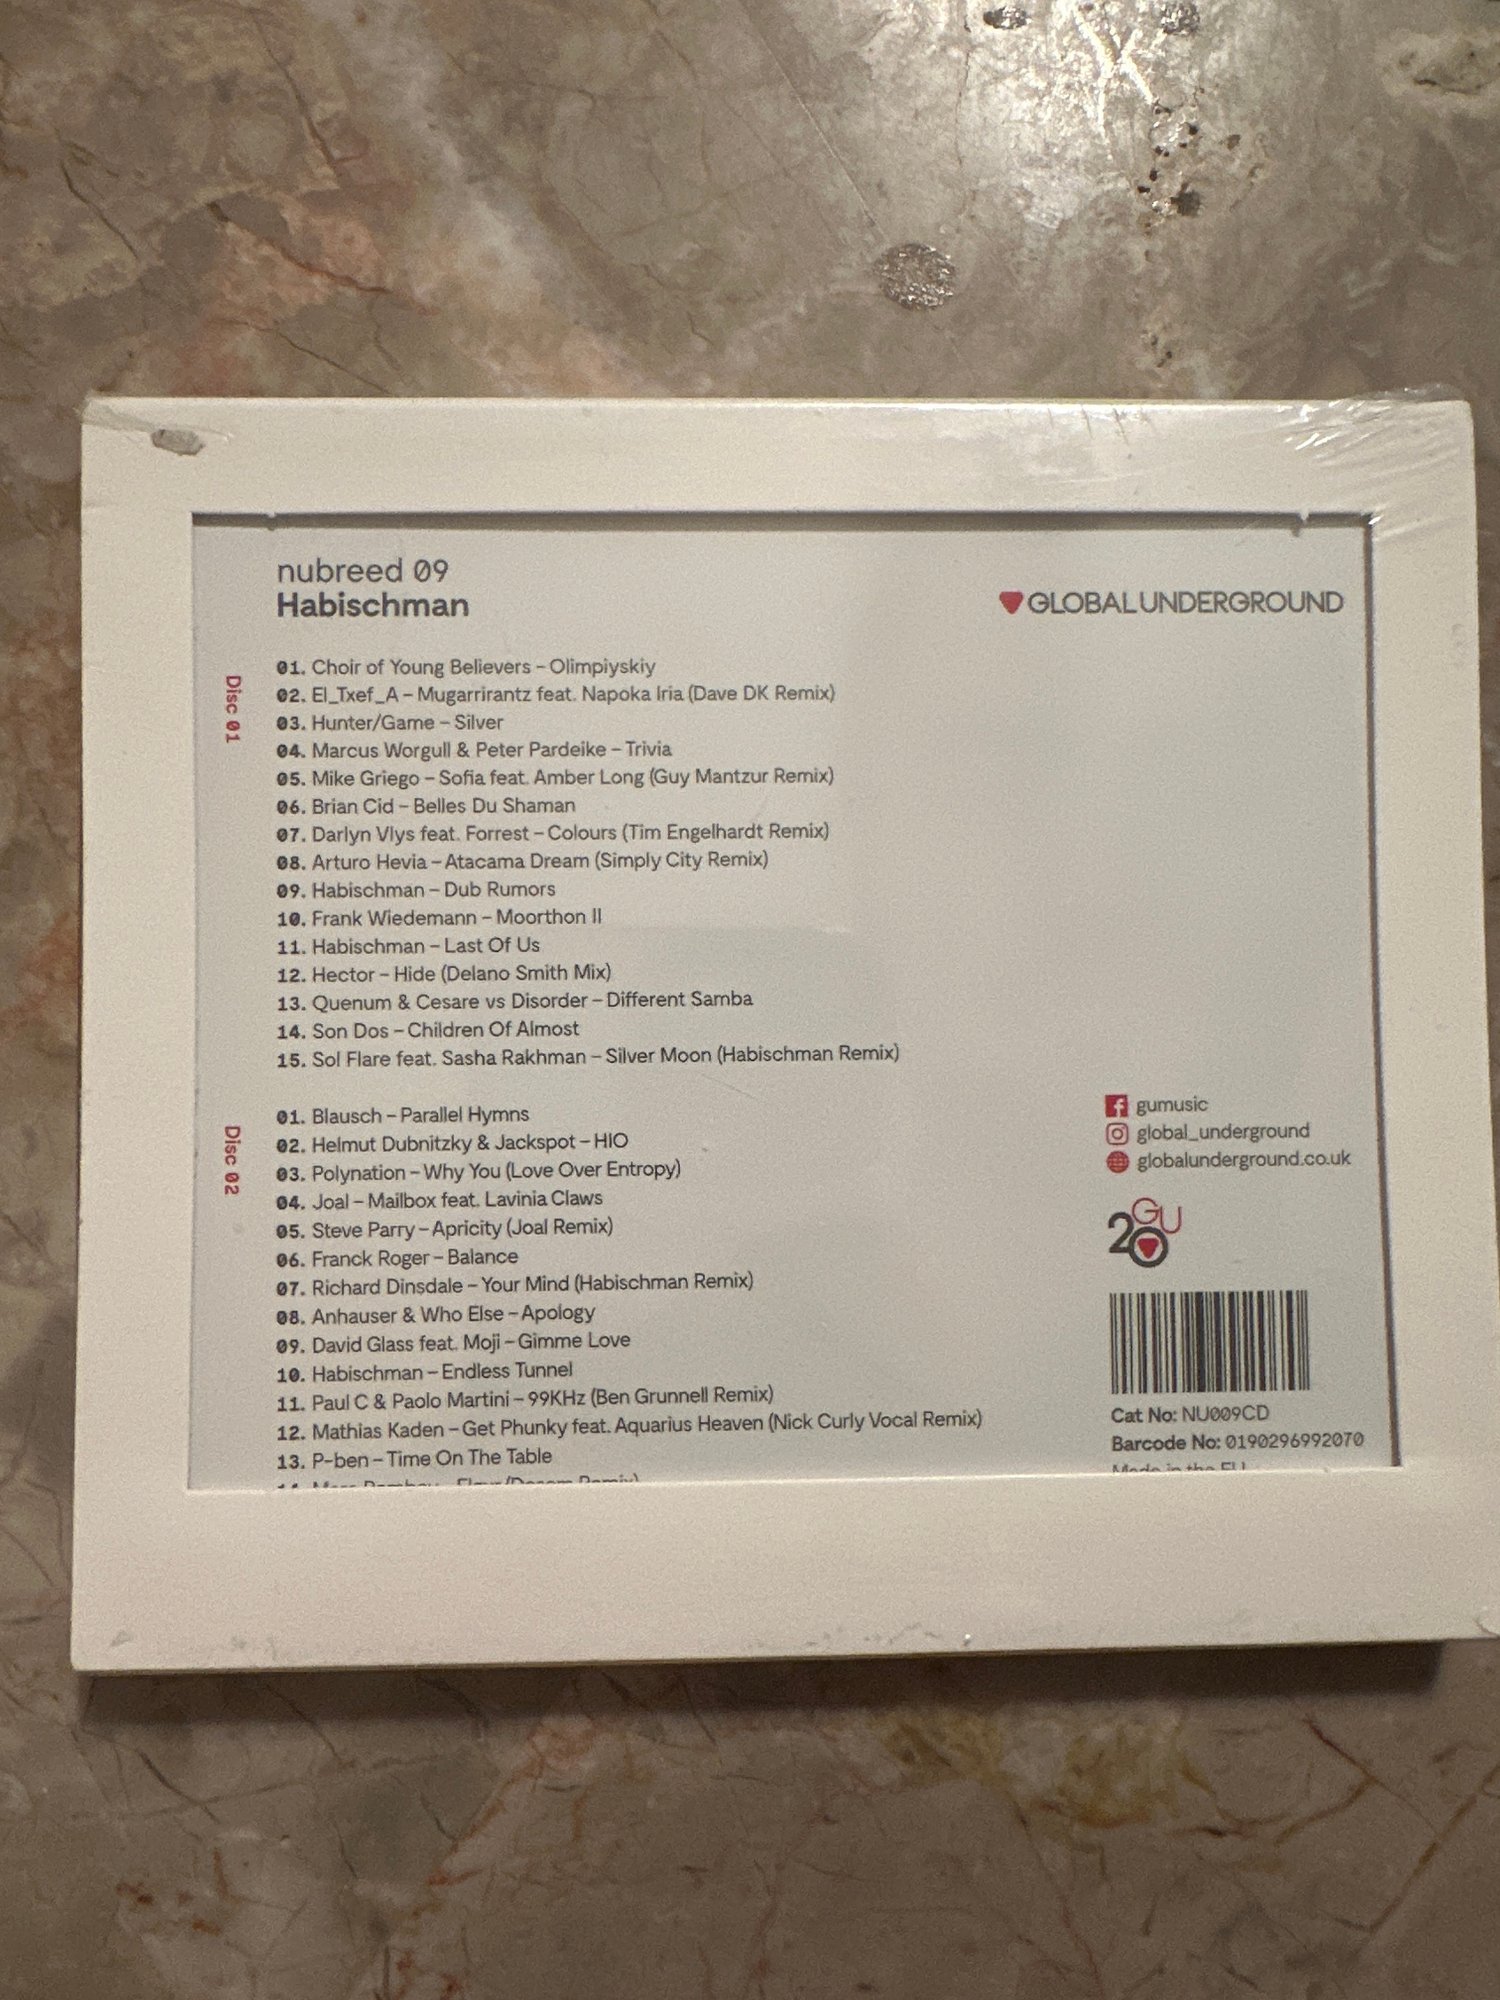 nubreed 09
Habischman
GLOBAL UNDERGROUND
Disc 01
01. Choir of Young Believers – Olimpiyskiy
02. El_Txef_A – Mugarrirantz feat. Napoka Iria (Dave DK Remix)
03. Hunter/Game – Silver
04. Marcus Worgull & Peter Pardeike – Trivia
05. Mike Griego – Sofia feat. Amber Long (Guy Mantzur Remix)
06. Brian Cid – Belles Du Shaman
07. Darlyn Vlys feat. Forrest – Colours (Tim Engelhardt Remix)
08. Arturo Hevia – Atacama Dream (Simply City Remix)
09. Habischman – Dub Rumors
10. Frank Wiedemann – Moorthon II
11. Habischman – Last Of Us
12. Hector – Hide (Delano Smith Mix)
13. Quenum & Cesare vs Disorder – Different Samba
14. Son Dos – Children Of Almost
15. Sol Flare feat. Sasha Rakhman – Silver Moon (Habischman Remix)
Disc 02
01. Blausch – Parallel Hymns
02. Helmut Dubnitzky & Jackspot – HIO
03. Polynation – Why You (Love Over Entropy)
04. Joal – Mailbox feat. Lavinia Claws
05. Steve Parry – Apricity (Joal Remix)
06. Franck Roger – Balance
07. Richard Dinsdale – Your Mind (Habischman Remix)
08. Anhauser & Who Else – Apology
09. David Glass feat. Moji – Gimme Love
10. Habischman – Endless Tunnel
11. Paul C & Paolo Martini – 99KHz (Ben Grunnell Remix)
12. Mathias Kaden – Get Phunky feat. Aquarius Heaven (Nick Curly Vocal Remix)
13. P-ben – Time On The Table
gumusic
global_underground
globalunderground.co.uk
GU
20
Cat No: NU009CD
Barcode No: 0190296992070
Made in the EU